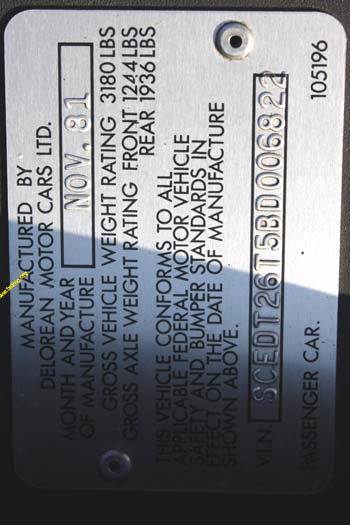 MANUFACTURED BY
DELOREAN MOTOR CARS LTD.
MONTH AND YEAR
OF MANUFACTURE NOV. 81
GROSS VEHICLE WEIGHT RATING 3180 LBS
GROSS AXLE WEIGHT RATING FRONT 1244 LBS
REAR 1936 LBS
THIS VEHICLE CONFORMS TO ALL
APPLICABLE FEDERAL MOTOR VEHICLE
SAFETY AND BUMPER STANDARDS IN
EFFECT ON THE DATE OF MANUFACTURE
SHOWN ABOVE.
V.I.N. SCEDT26T5BD006822
PASSENGER CAR. 105196